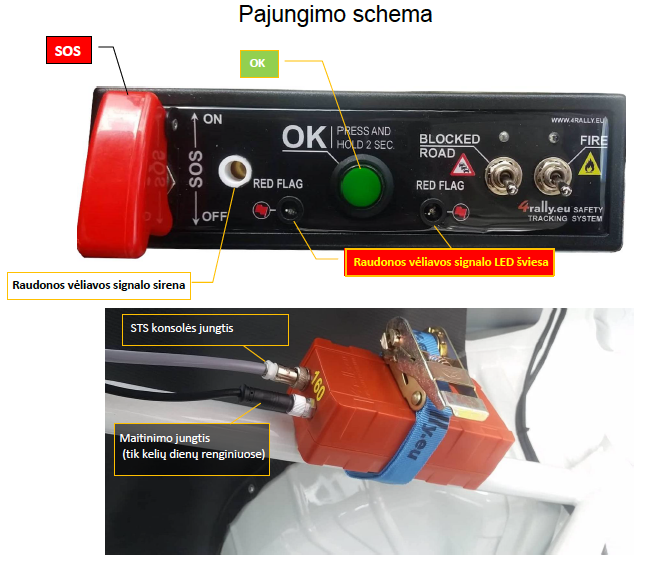 Pajungimo schema
SOS
OK
WWW.4RALLY.EU
ON
SOS
OFF
OK
PRESS AND
HOLD 2 SEC.
BLOCKED
ROAD
FIRE
RED FLAG
RED FLAG
4rally.eu SAFETY
TRACKING SYSTEM
Raudonos vėliavos signalo sirena
Raudonos vėliavos signalo LED šviesa
STS konsolės jungtis
160
Maitinimo jungtis
(tik kelių dienų renginiuose)
lly.eu